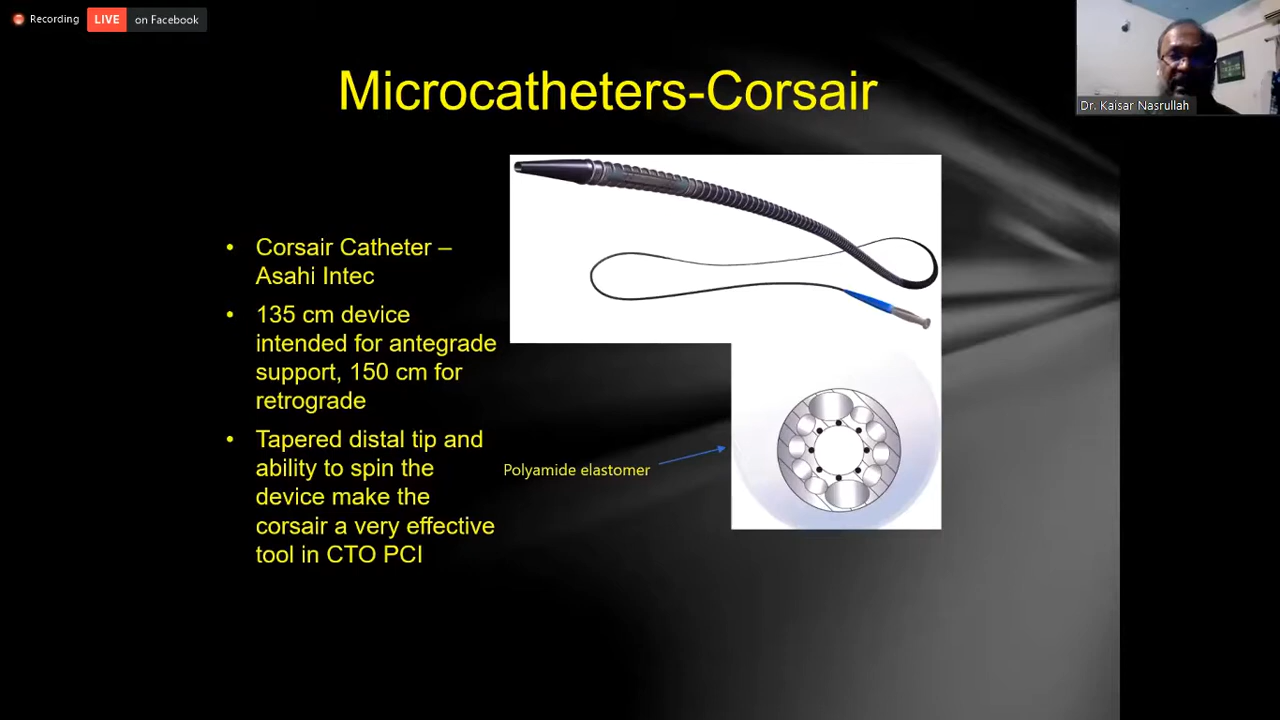 Recording LIVE on Facebook
Dr. Kaisar Nasrullah
Microcatheters-Corsair
• Corsair Catheter –
Asahi Intec
• 135 cm device
intended for antegrade
support, 150 cm for
retrograde
• Tapered distal tip and
ability to spin the
device make the
corsair a very effective
tool in CTO PCI
Polyamide elastomer